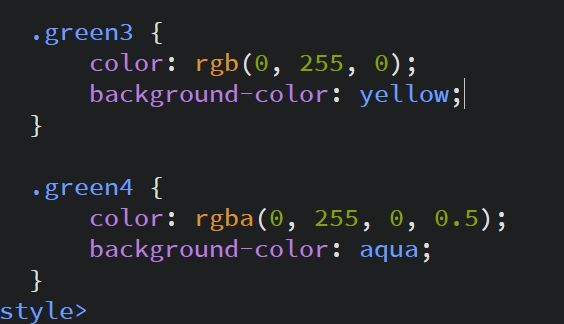 .green3 {
color: rgb(0, 255, 0);
background-color: yellow;
}
.green4 {
color: rgba(0, 255, 0, 0.5);
background-color: aqua;
}
style>